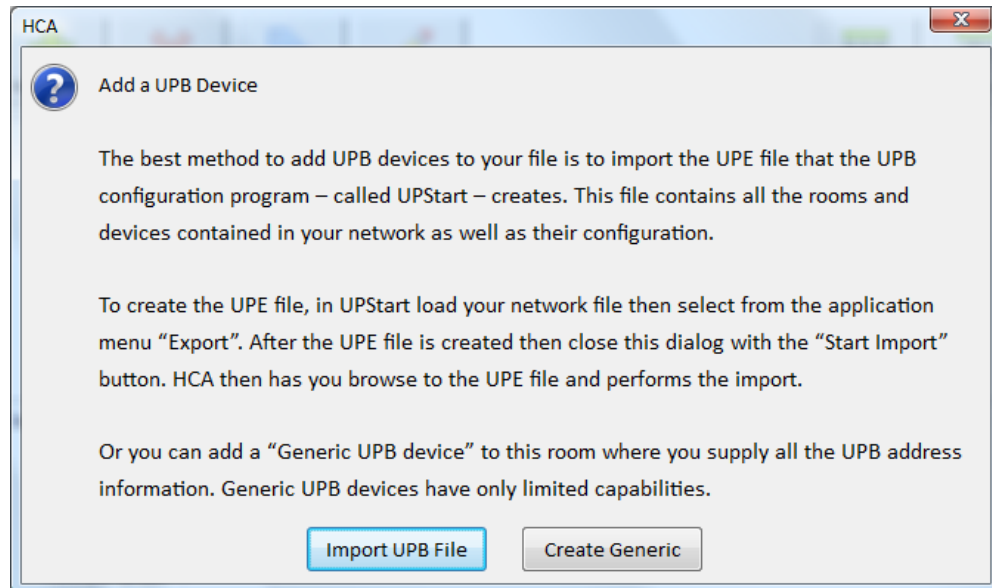 HCA
Add a UPB Device
The best method to add UPB devices to your file is to import the UPE file that the UPB
configuration program – called UPStart – creates. This file contains all the rooms and
devices contained in your network as well as their configuration.
To create the UPE file, in UPStart load your network file then select from the application
menu “Export”. After the UPE file is created then close this dialog with the “Start Import”
button. HCA then has you browse to the UPE file and performs the import.
Or you can add a “Generic UPB device” to this room where you supply all the UPB address
information. Generic UPB devices have only limited capabilities.
Import UPB File
Create Generic